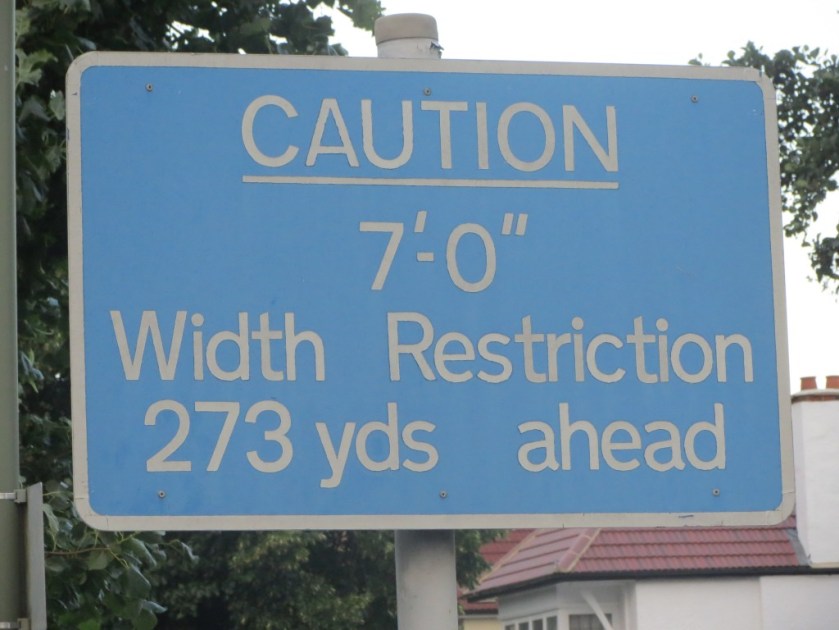 CAUTION
7'-0"
Width Restriction
273 yds ahead